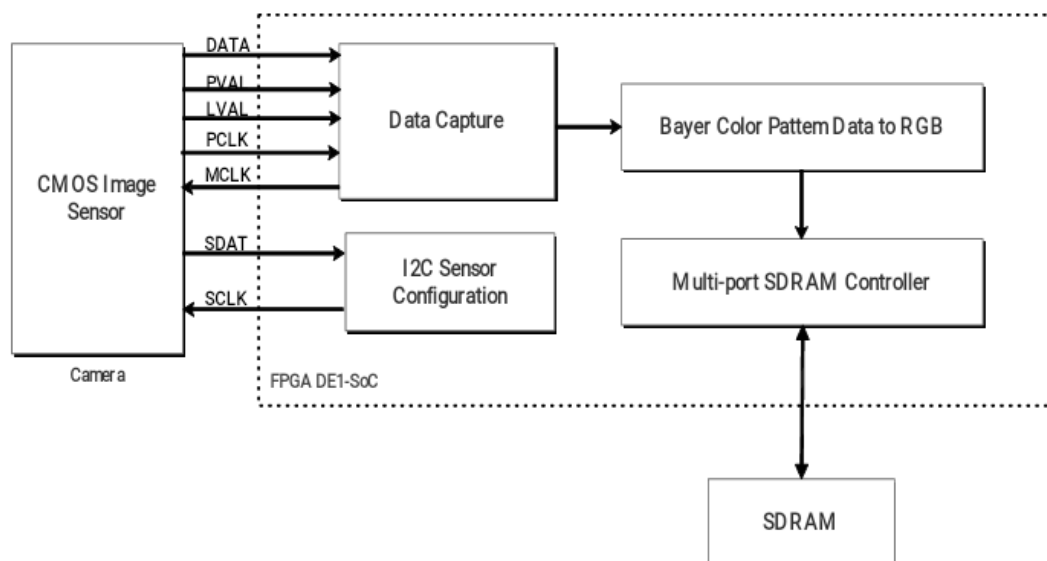 DATA
PVAL
LVAL
PCLK
MCLK
SDAT
SCLK
CMOS Image
Sensor
Camera
Data Capture
I2C Sensor
Configuration
FPGA DE1-SoC
Bayer Color Pattem Data to RGB
Multi-port SDRAM Controller
SDRAM